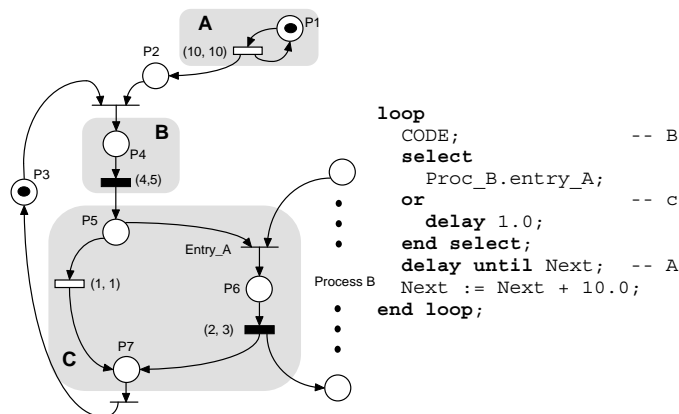 A
P1
(10, 10)
P2
B
P4
(4,5)
P3
P5
Entry_A
(1, 1)
P6
Process B
(2, 3)
P7
C
loop
CODE; -- B
select
Proc_B.entry_A;
or -- c
delay 1.0;
end select;
delay until Next; -- A
Next := Next + 10.0;
end loop;